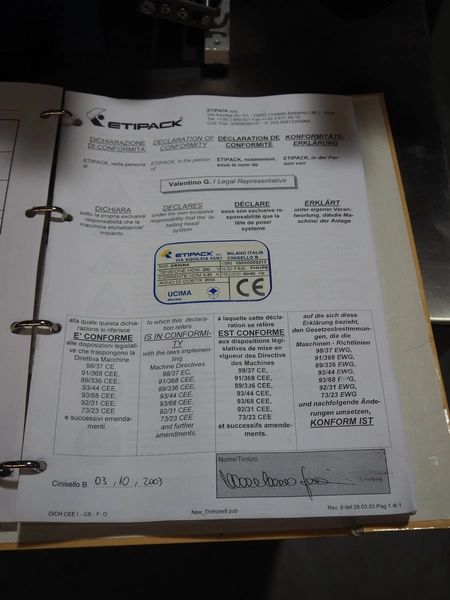 ETIPACK
ETIPACK spa
DICHIARAZIONE DI CONFORMITA'
DECLARATION OF CONFORMITY
DÉCLARATION DE CONFORMITÉ
KONFORMITÄTS-ERKLÄRUNG
ETIPACK, nella persona di
ETIPACK, in the person of
ETIPACK, notamment, sous le nom de
ETIPACK, in der Person von
Valentino G. / Legal Representative
DICHIARA
sotto la propria esclusiva responsabilità che la macchina etichettatrice/ impianto
DECLARES
under his own exclusive responsibility that the labelling head/ system
DÉCLARE
sous son exclusive responsabilité que la tête de pose/ systeme
ERKLÄRT
unter eigener Verantwortung, dabdie Maschine/ der Anlage
ETIPACK
MILANO ITALIA
VIA AQUILEIA 55/61
CINISELLO B.
UCIMA
CE
alla quale questa dichiarazione si riferisce
E' CONFORME
alle disposizioni legislative che traspongono la Direttiva Macchine
98/37 CE,
91/368 CEE,
89/336 CEE,
93/44 CEE,
93/68 CEE,
92/31 CEE,
73/23 CEE
e successivi emendamenti.
to which this declaration refers
IS IN CONFORMITY
with the laws implementing Machine Directives
98/37 EC,
91/368 CEE,
89/336 CEE,
93/44 CEE,
93/68 CEE,
92/31 CEE,
73/23 CEE
and further amendments.
à laquelle cette déclaration se réfère
EST CONFORME
aux dispositions législatives de mise en vigueur des Directive des Machines
98/37 CE,
91/368 CEE,
89/336 CEE,
93/44 CEE,
93/68 CEE,
92/31 CEE,
73/23 CEE
et successifs amendements.
auf die sich diese Erklärung bezieht, den Gesetzesbestimmungen, die die Maschinen - Richtlinien
98/37 EWG,
91/368 EWG,
89/336 EWG,
93/44 EWG,
93/68 EWG,
92/31 EWG,
73/23 EWG
und nachfolgende Änderungen umsetzen,
KONFORM IST
Cinisello B. 03/10/2003
Nome/Timbro:
DICH.CEE I - GB - F- D
New_Dichcee8.pub
Rev. 8 del 28.03.03 Pag 1 di 1